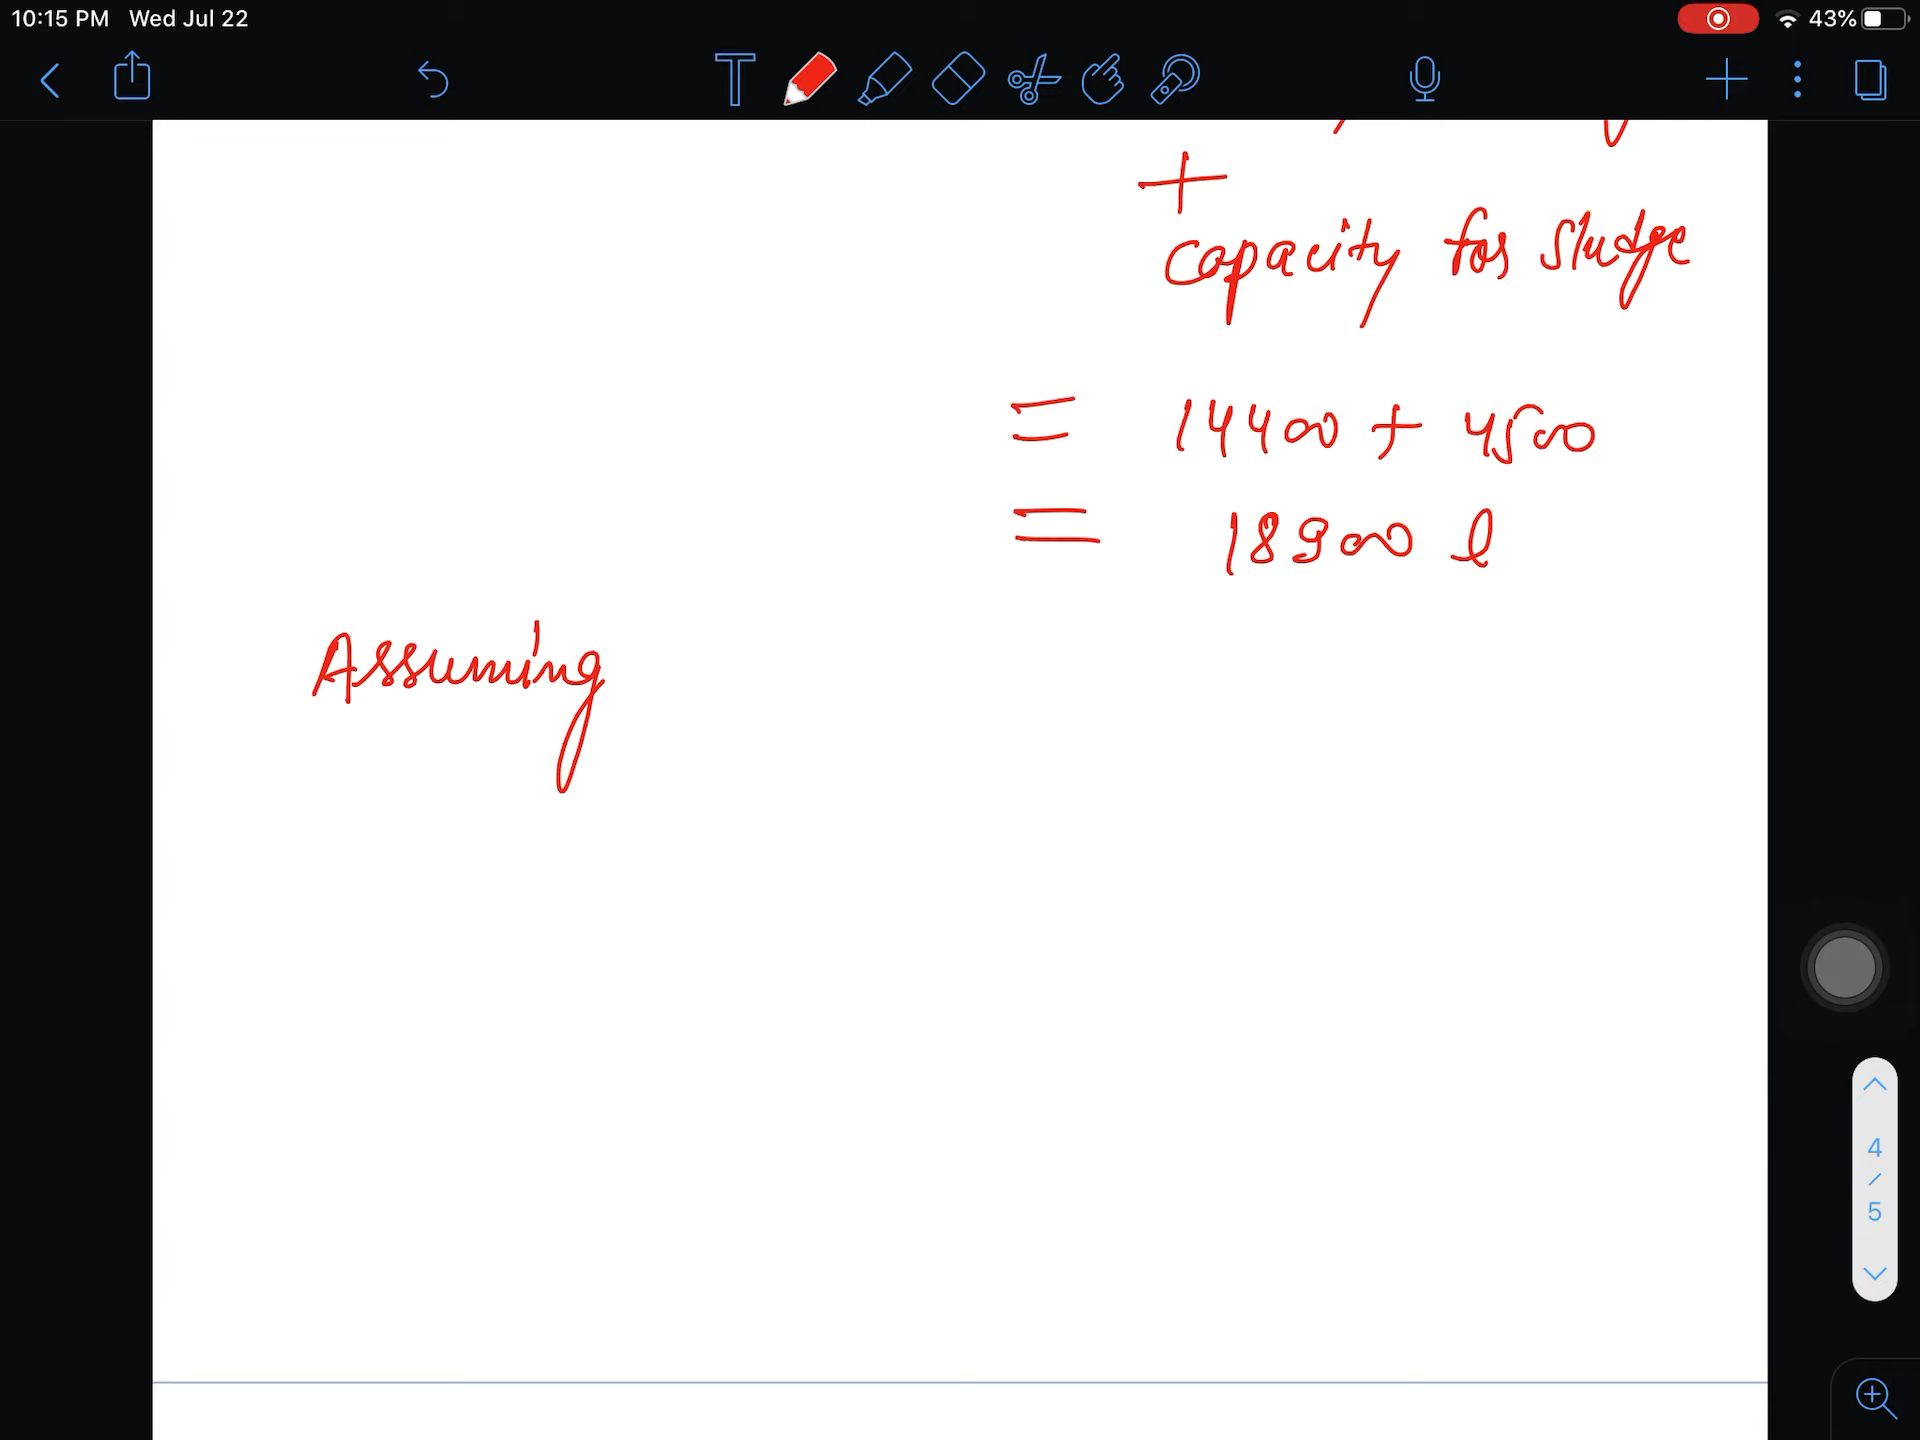 10:15 PM Wed Jul 22
43%
T
+
capacity for sludge
= 14400 + 4500
= 18900 l
Assuming
4
/
5